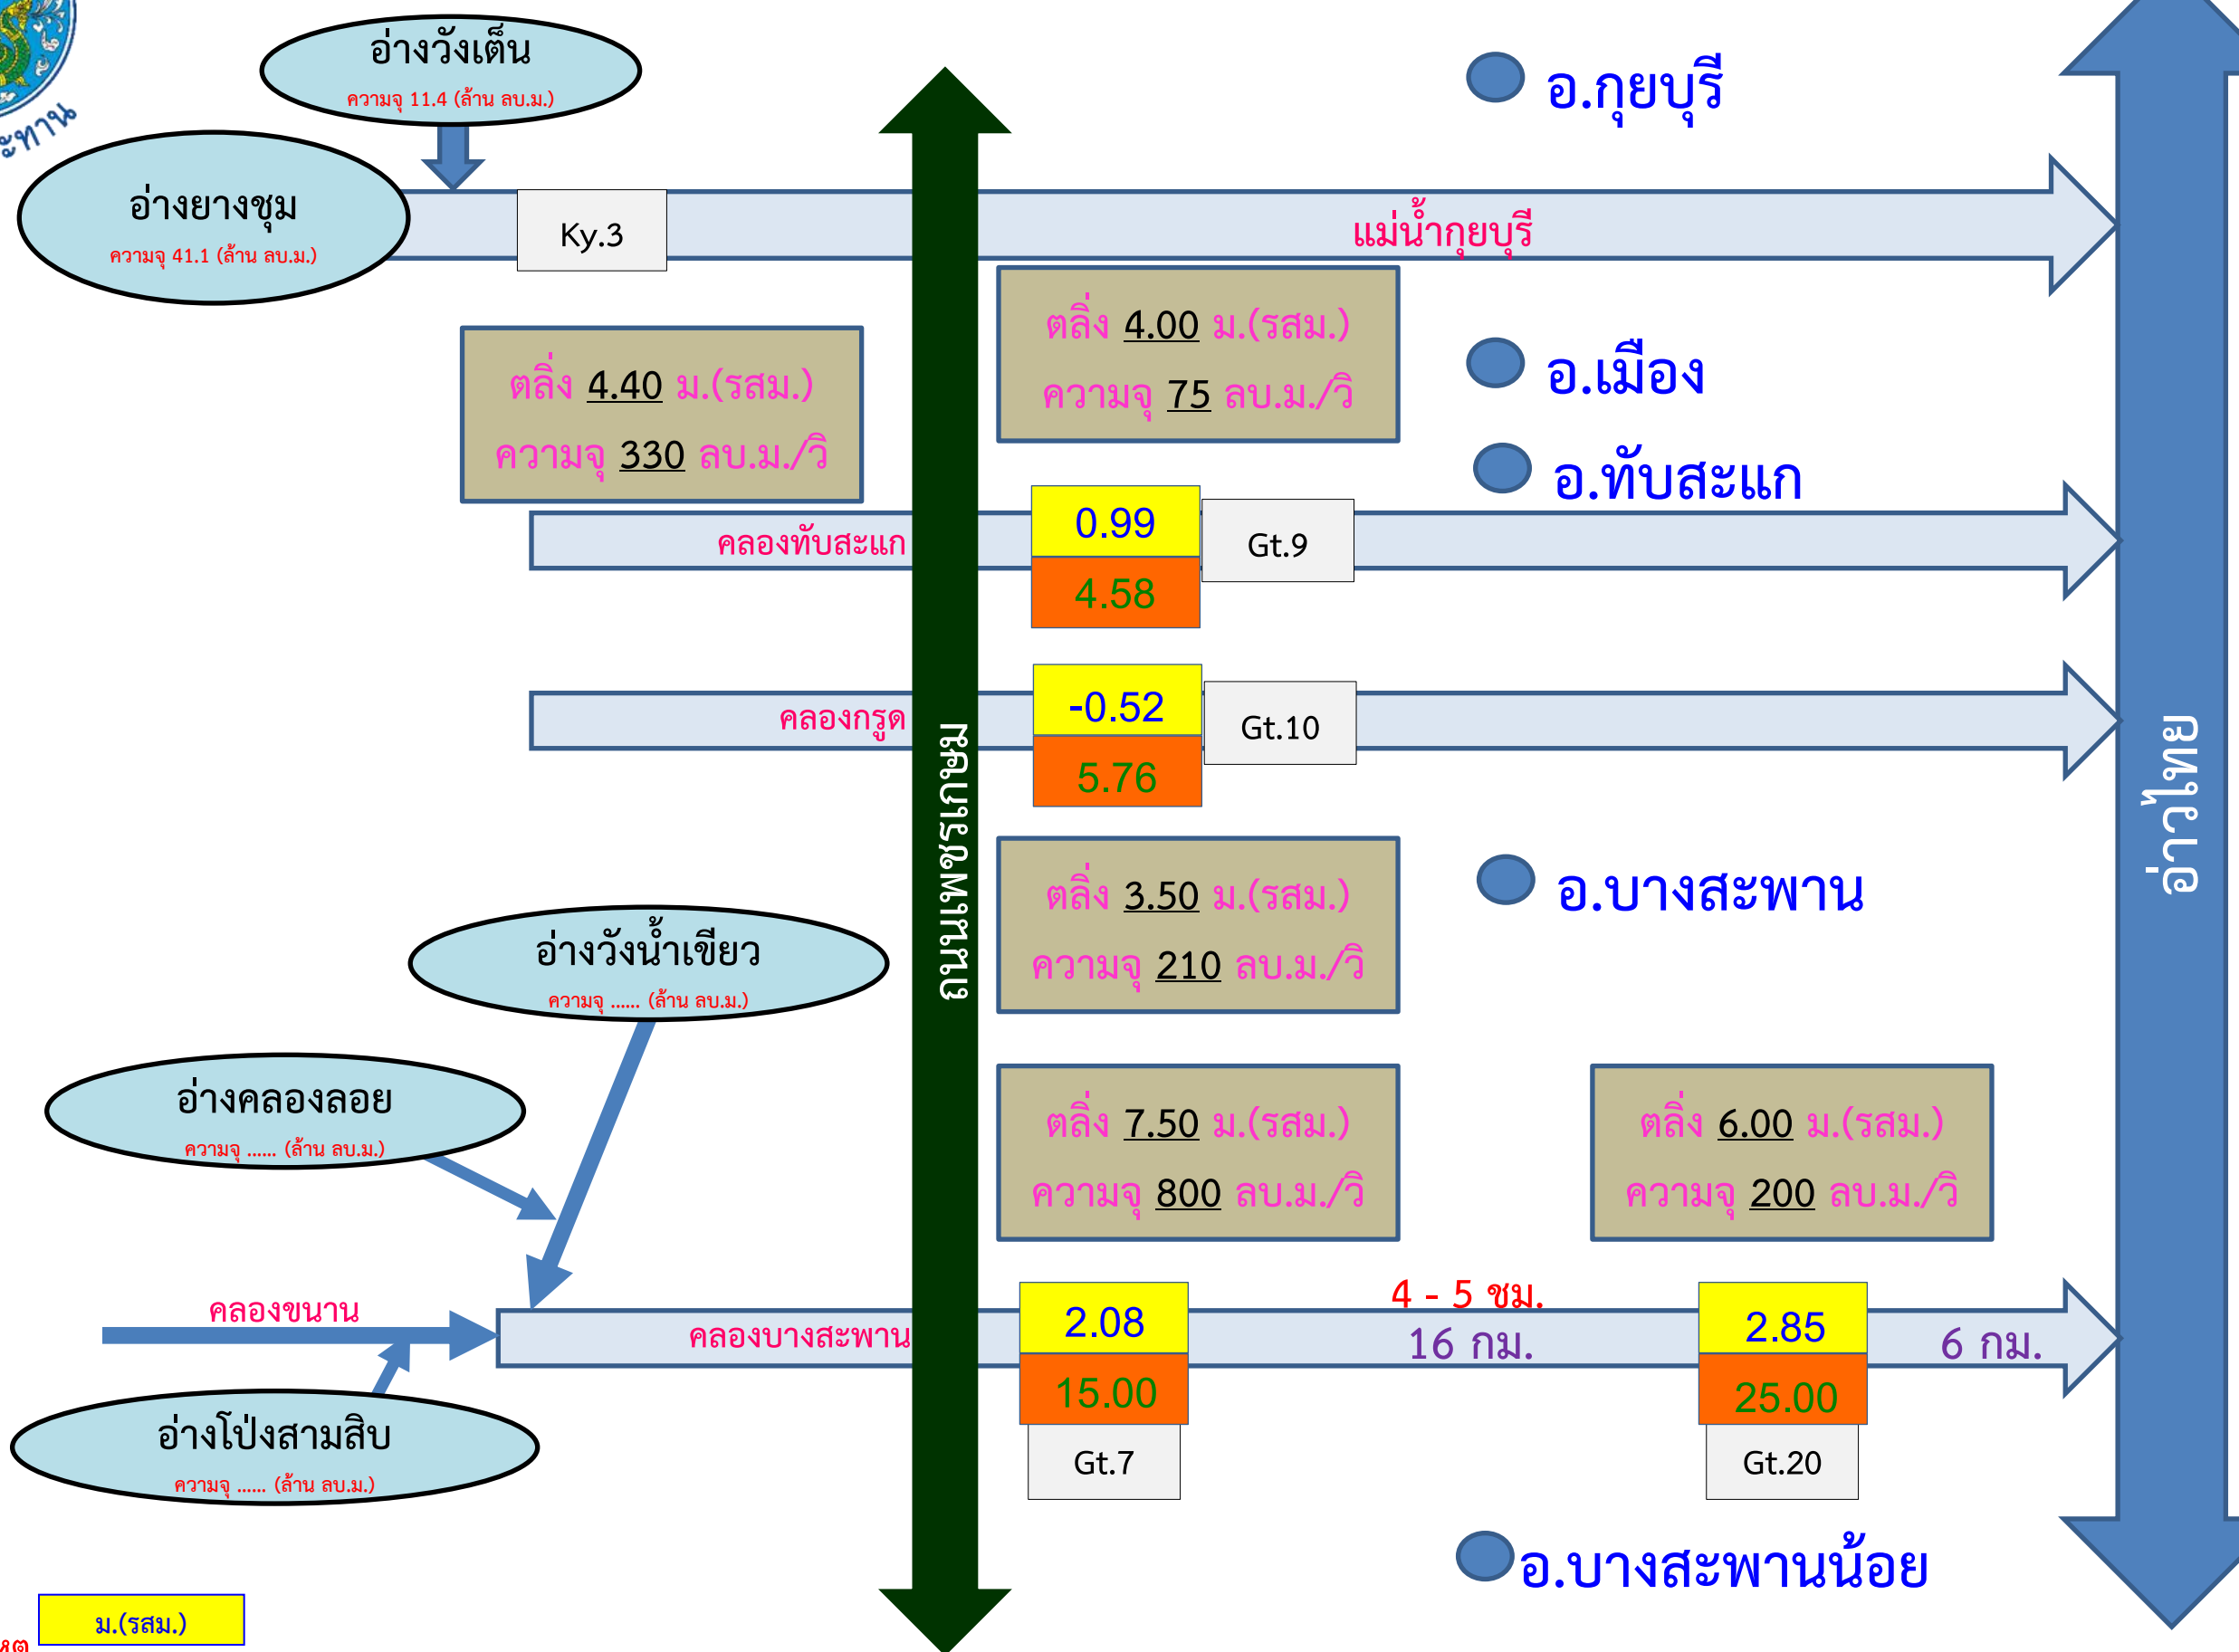 อ่างวังเต็น
ความจุ 11.4 (ล้าน ลบ.ม.)
อ.กุยบุรี
อ่างยางชุม
ความจุ 41.1 (ล้าน ลบ.ม.)
Ky.3
แม่น้ำกุยบุรี
ตลิ่ง 4.40 ม.(รสม.)
ความจุ 330 ลบ.ม./วิ
ตลิ่ง 4.00 ม.(รสม.)
ความจุ 75 ลบ.ม./วิ
อ.เมือง
อ.ทับสะแก
คลองทับสะแก
0.99
4.58
Gt.9
คลองกรูด
-0.52
5.76
Gt.10
ถนนเพชรเกษม
อ่าวไทย
ตลิ่ง 3.50 ม.(รสม.)
ความจุ 210 ลบ.ม./วิ
อ.บางสะพาน
อ่างวังน้ำเขียว
ความจุ ...... (ล้าน ลบ.ม.)
อ่างคลองลอย
ความจุ ...... (ล้าน ลบ.ม.)
ตลิ่ง 7.50 ม.(รสม.)
ความจุ 800 ลบ.ม./วิ
ตลิ่ง 6.00 ม.(รสม.)
ความจุ 200 ลบ.ม./วิ
คลองขนาน
คลองบางสะพาน
2.08
15.00
Gt.7
4 - 5 ชม.
16 กม.
2.85
25.00
Gt.20
6 กม.
อ่างโป่งสามสิบ
ความจุ ...... (ล้าน ลบ.ม.)
อ.บางสะพานน้อย
ม.(รสม.)